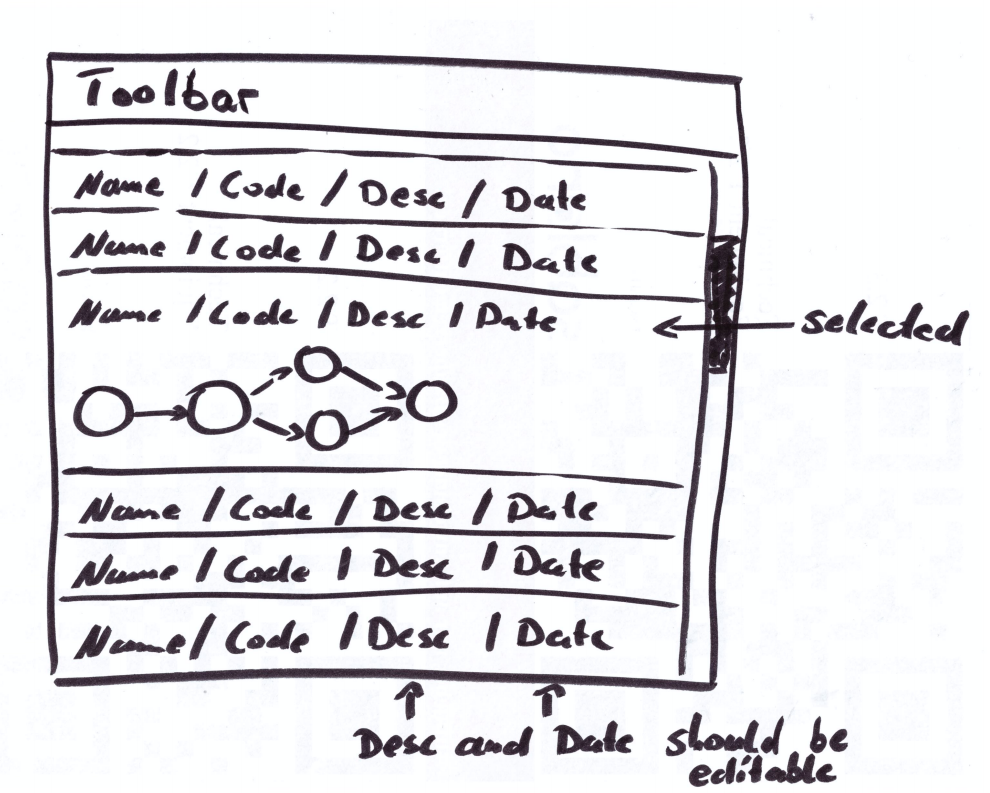 Toolbar
Name / Code / Desc / Date
Name / Code / Desc / Date
Name / Code / Desc / Date
selected
Name / Code / Desc / Date
Name / Code / Desc / Date
Name / Code / Desc / Date
Desc and Date should be
editable